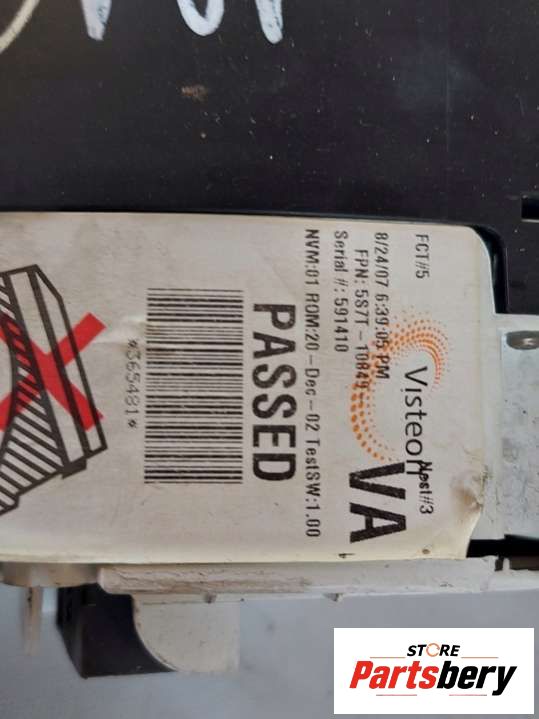 FCT#5
Visteon
Nest#3
8/24/07 6:39:05 PM
FPN: 5S7T-10849-
VA
Serial #: 591410
PASSED
NVM:01 ROM:20-Dec-02 TestSW:1.00
*365481*
STORE
Partsbery